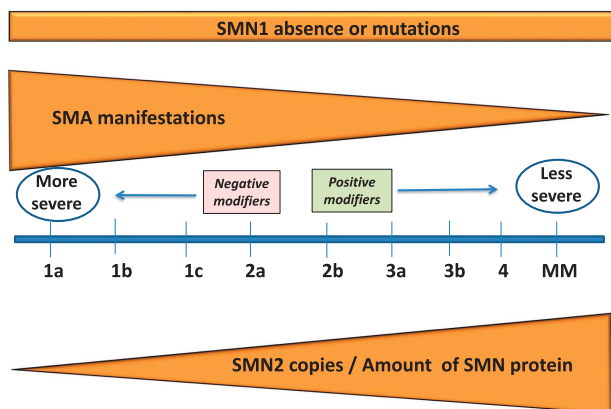 SMN1 absence or mutations
SMA manifestations
More
severe
Negative
modifiers
Positive
modifiers
Less
severe
1a 1b 1c 2a 2b 3a 3b 4 MM
SMN2 copies / Amount of SMN protein